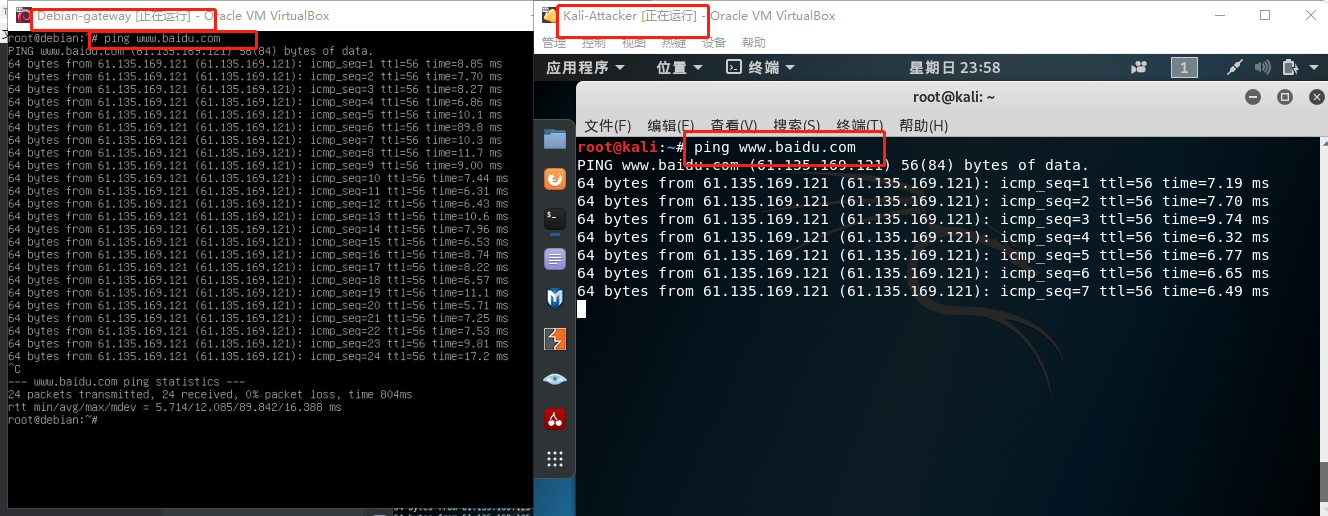 Debian-gateway [正在运行] - Oracle VM VirtualBox
root@debian:~# ping www.baidu.com
PING www.baidu.com (61.135.169.121) 56(84) bytes of data.
64 bytes from 61.135.169.121 (61.135.169.121): icmp_seq=1 ttl=56 time=8.85 ms
64 bytes from 61.135.169.121 (61.135.169.121): icmp_seq=2 ttl=56 time=7.70 ms
64 bytes from 61.135.169.121 (61.135.169.121): icmp_seq=3 ttl=56 time=8.27 ms
64 bytes from 61.135.169.121 (61.135.169.121): icmp_seq=4 ttl=56 time=6.86 ms
64 bytes from 61.135.169.121 (61.135.169.121): icmp_seq=5 ttl=56 time=10.1 ms
64 bytes from 61.135.169.121 (61.135.169.121): icmp_seq=6 ttl=56 time=89.8 ms
64 bytes from 61.135.169.121 (61.135.169.121): icmp_seq=7 ttl=56 time=10.3 ms
64 bytes from 61.135.169.121 (61.135.169.121): icmp_seq=8 ttl=56 time=11.7 ms
64 bytes from 61.135.169.121 (61.135.169.121): icmp_seq=9 ttl=56 time=9.00 ms
64 bytes from 61.135.169.121 (61.135.169.121): icmp_seq=10 ttl=56 time=7.44 ms
64 bytes from 61.135.169.121 (61.135.169.121): icmp_seq=11 ttl=56 time=6.31 ms
64 bytes from 61.135.169.121 (61.135.169.121): icmp_seq=12 ttl=56 time=6.43 ms
64 bytes from 61.135.169.121 (61.135.169.121): icmp_seq=13 ttl=56 time=10.6 ms
64 bytes from 61.135.169.121 (61.135.169.121): icmp_seq=14 ttl=56 time=7.96 ms
64 bytes from 61.135.169.121 (61.135.169.121): icmp_seq=15 ttl=56 time=6.53 ms
64 bytes from 61.135.169.121 (61.135.169.121): icmp_seq=16 ttl=56 time=8.74 ms
64 bytes from 61.135.169.121 (61.135.169.121): icmp_seq=17 ttl=56 time=8.22 ms
64 bytes from 61.135.169.121 (61.135.169.121): icmp_seq=18 ttl=56 time=6.57 ms
64 bytes from 61.135.169.121 (61.135.169.121): icmp_seq=19 ttl=56 time=11.1 ms
64 bytes from 61.135.169.121 (61.135.169.121): icmp_seq=20 ttl=56 time=5.71 ms
64 bytes from 61.135.169.121 (61.135.169.121): icmp_seq=21 ttl=56 time=7.25 ms
64 bytes from 61.135.169.121 (61.135.169.121): icmp_seq=22 ttl=56 time=7.53 ms
64 bytes from 61.135.169.121 (61.135.169.121): icmp_seq=23 ttl=56 time=9.81 ms
64 bytes from 61.135.169.121 (61.135.169.121): icmp_seq=24 ttl=56 time=17.2 ms
^C
--- www.baidu.com ping statistics ---
24 packets transmitted, 24 received, 0% packet loss, time 804ms
rtt min/avg/max/mdev = 5.714/12.085/89.842/16.388 ms
root@debian:~#
Kali-Attacker [正在运行] - Oracle VM VirtualBox
管理 控制 视图 热键 设备 帮助
应用程序 位置 终端 星期日 23:58 1
root@kali: ~
文件(F) 编辑(E) 查看(V) 搜索(S) 终端(T) 帮助(H)
root@kali:~# ping www.baidu.com
PING www.baidu.com (61.135.169.121) 56(84) bytes of data.
64 bytes from 61.135.169.121 (61.135.169.121): icmp_seq=1 ttl=56 time=7.19 ms
64 bytes from 61.135.169.121 (61.135.169.121): icmp_seq=2 ttl=56 time=7.70 ms
64 bytes from 61.135.169.121 (61.135.169.121): icmp_seq=3 ttl=56 time=9.74 ms
64 bytes from 61.135.169.121 (61.135.169.121): icmp_seq=4 ttl=56 time=6.32 ms
64 bytes from 61.135.169.121 (61.135.169.121): icmp_seq=5 ttl=56 time=6.77 ms
64 bytes from 61.135.169.121 (61.135.169.121): icmp_seq=6 ttl=56 time=6.65 ms
64 bytes from 61.135.169.121 (61.135.169.121): icmp_seq=7 ttl=56 time=6.49 ms